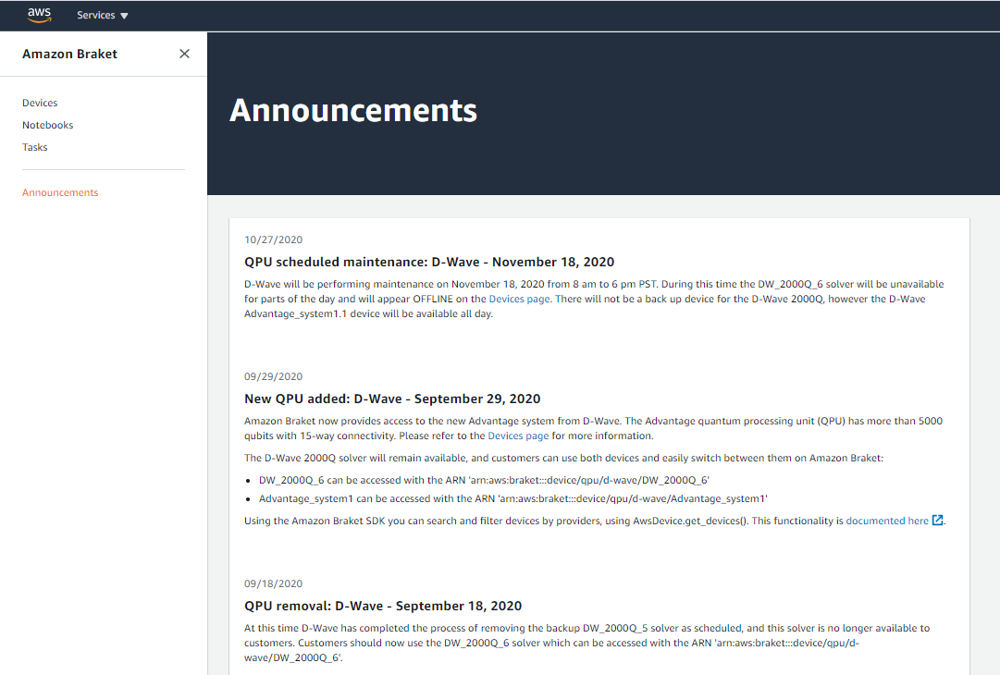 aws Services ▼
Amazon Braket ✕
Devices
Notebooks
Tasks
Announcements
Announcements
10/27/2020
QPU scheduled maintenance: D-Wave - November 18, 2020
D-Wave will be performing maintenance on November 18, 2020 from 8 am to 6 pm PST. During this time the DW_2000Q_6 solver will be unavailable
for parts of the day and will appear OFFLINE on the Devices page. There will not be a back up device for the D-Wave 2000Q, however the D-Wave
Advantage_system1.1 device will be available all day.
09/29/2020
New QPU added: D-Wave - September 29, 2020
Amazon Braket now provides access to the new Advantage system from D-Wave. The Advantage quantum processing unit (QPU) has more than 5000
qubits with 15-way connectivity. Please refer to the Devices page for more information.
The D-Wave 2000Q solver will remain available, and customers can use both devices and easily switch between them on Amazon Braket:
• DW_2000Q_6 can be accessed with the ARN 'arn:aws:braket:::device/qpu/d-wave/DW_2000Q_6'
• Advantage_system1 can be accessed with the ARN 'arn:aws:braket:::device/qpu/d-wave/Advantage_system1'
Using the Amazon Braket SDK you can search and filter devices by providers, using AwsDevice.get_devices(). This functionality is documented here.
09/18/2020
QPU removal: D-Wave - September 18, 2020
At this time D-Wave has completed the process of removing the backup DW_2000Q_5 solver as scheduled, and this solver is no longer available to
customers. Customers should now use the DW_2000Q_6 solver which can be accessed with the ARN 'arn:aws:braket:::device/qpu/d-
wave/DW_2000Q_6'.